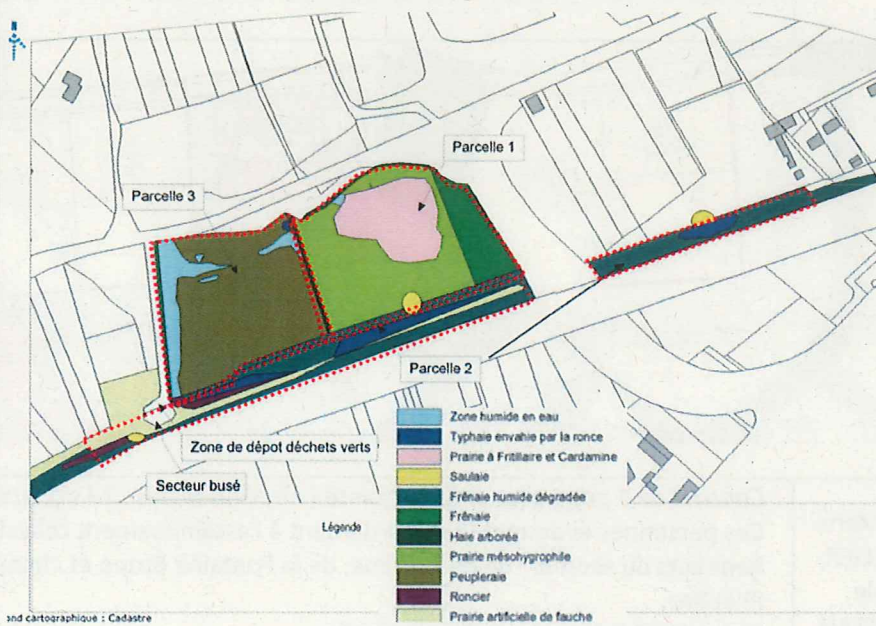 N
Parcelle 1
Parcelle 3
Parcelle 2
Zone de dépôt déchets verts
Secteur busé
Légende
Zone humide en eau
Typhaie envahie par la ronce
Prairie à Fritillaire et Cardamine
Saulaie
Frênaie humide dégradée
Frênaie
Haie arborée
Prairie mésohygrophile
Peupleraie
Roncier
Prairie artificielle de fauche
ond cartographique : Cadastre